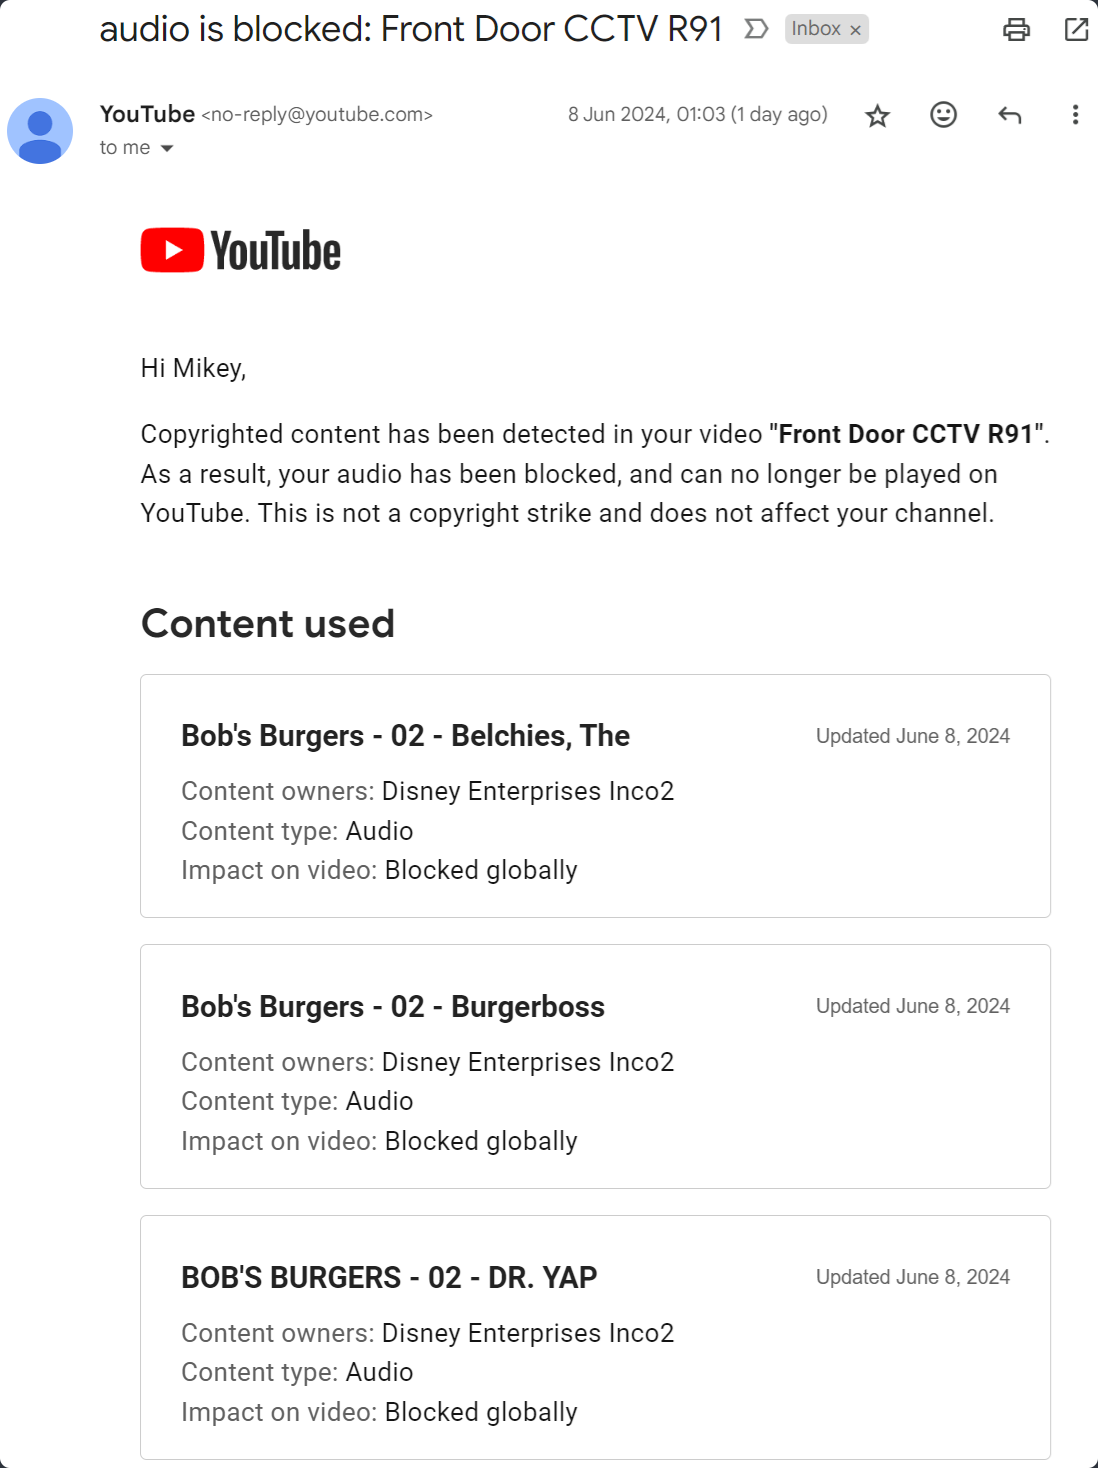 audio is blocked: Front Door CCTV R91 Inbox ×
YouTube <no-reply@youtube.com> 8 Jun 2024, 01:03 (1 day ago)
to me
YouTube
Hi Mikey,
Copyrighted content has been detected in your video "Front Door CCTV R91".
As a result, your audio has been blocked, and can no longer be played on
YouTube. This is not a copyright strike and does not affect your channel.
Content used
Bob's Burgers - 02 - Belchies, The Updated June 8, 2024
Content owners: Disney Enterprises Inco2
Content type: Audio
Impact on video: Blocked globally
Bob's Burgers - 02 - Burgerboss Updated June 8, 2024
Content owners: Disney Enterprises Inco2
Content type: Audio
Impact on video: Blocked globally
BOB'S BURGERS - 02 - DR. YAP Updated June 8, 2024
Content owners: Disney Enterprises Inco2
Content type: Audio
Impact on video: Blocked globally